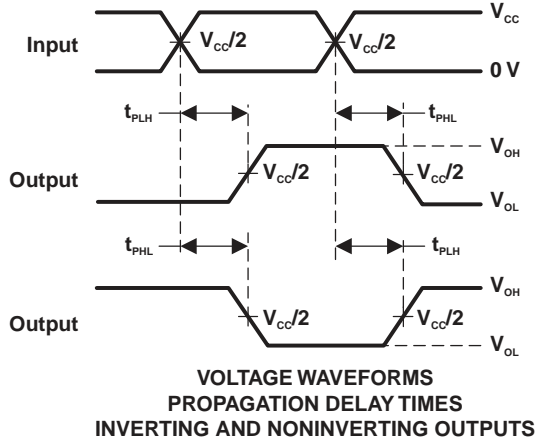 V_CC
Input
V_CC/2
V_CC/2
0 V
t_PLH
t_PHL
V_OH
Output
V_CC/2
V_CC/2
V_OL
t_PHL
t_PLH
V_OH
Output
V_CC/2
V_CC/2
V_OL
VOLTAGE WAVEFORMS
PROPAGATION DELAY TIMES
INVERTING AND NONINVERTING OUTPUTS